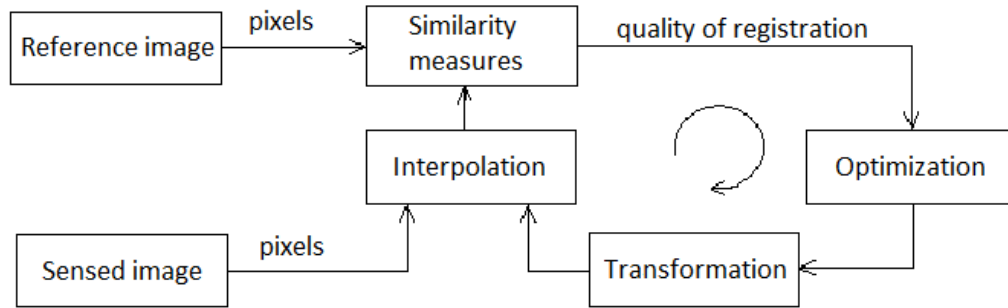 pixels
Reference image
Similarity
measures
quality of registration
Interpolation
Optimization
pixels
Sensed image
Transformation